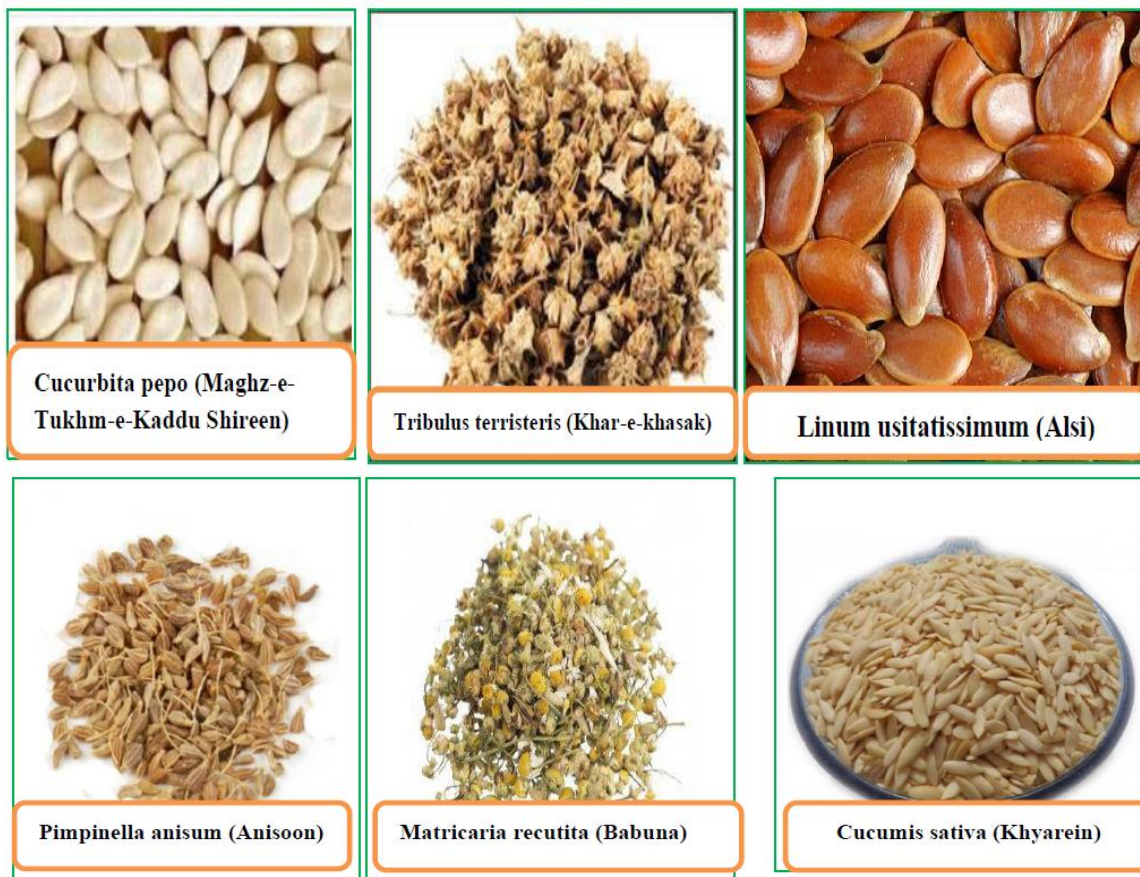 Cucurbita pepo (Maghz-e-
Tukhm-e-Kaddu Shireen)
Tribulus terristeris (Khar-e-khasak)
Linum usitatissimum (Alsi)
Pimpinella anisum (Anisoon)
Matricaria recutita (Babuna)
Cucumis sativa (Khyarein)